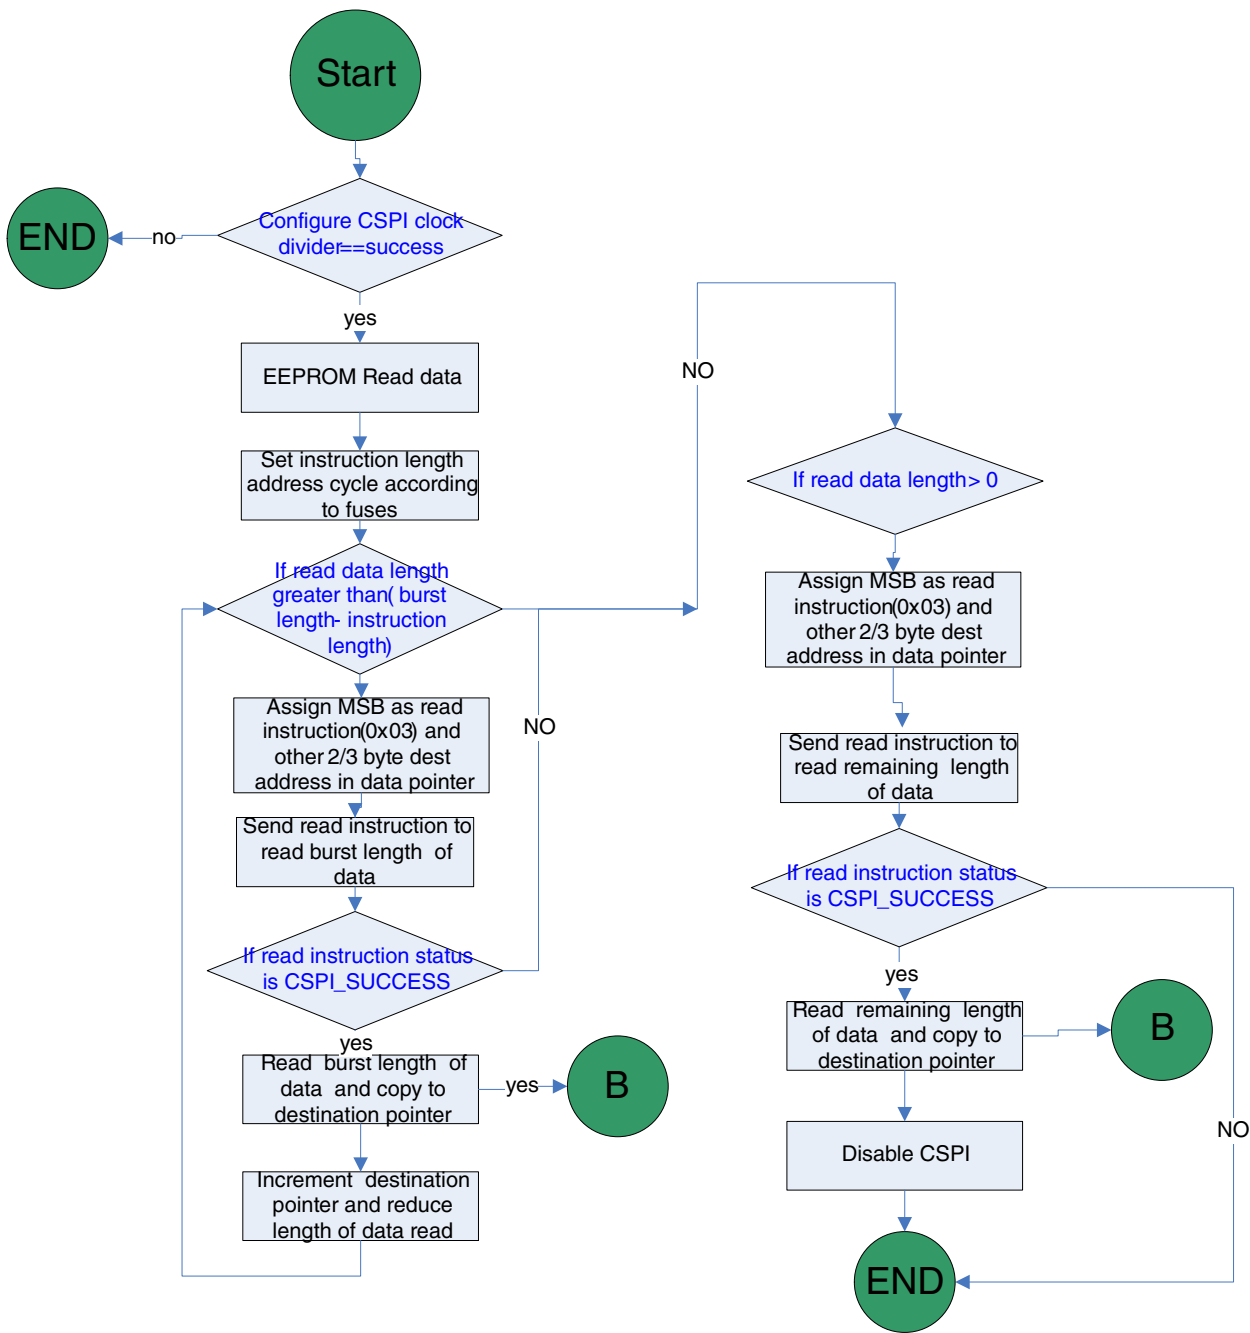 Start
END
no
Configure CSPI clock
divider==success
yes
EEPROM Read data
Set instruction length
address cycle according
to fuses
If read data length
greater than( burst
length- instruction
length)
Assign MSB as read
instruction(0x03) and
other 2/3 byte dest
address in data pointer
Send read instruction to
read burst length of
data
If read instruction status
is CSPI_SUCCESS
NO
yes
Read burst length of
data and copy to
destination pointer
yes
B
Increment destination
pointer and reduce
length of data read
NO
If read data length> 0
Assign MSB as read
instruction(0x03) and
other 2/3 byte dest
address in data pointer
Send read instruction to
read remaining length
of data
If read instruction status
is CSPI_SUCCESS
yes
Read remaining length
of data and copy to
destination pointer
B
Disable CSPI
NO
END